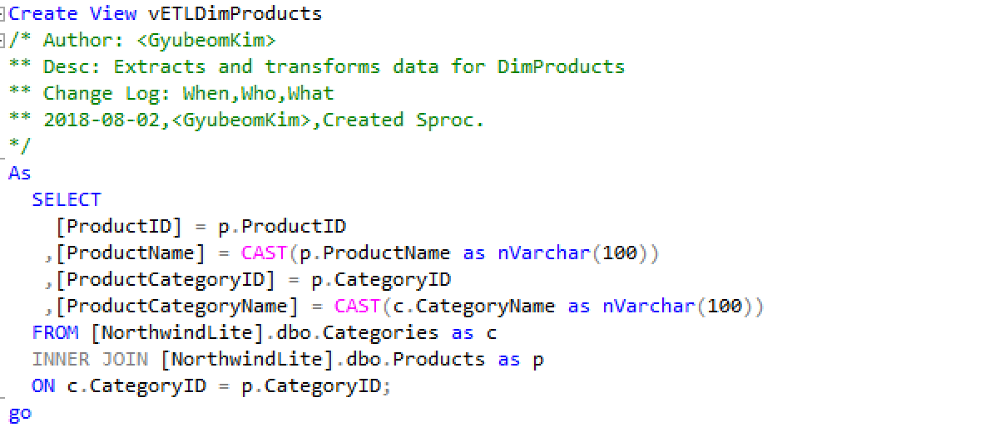 Create View vETLDimProducts
/* Author: <GyubeomKim>
** Desc: Extracts and transforms data for DimProducts
** Change Log: When,Who,What
** 2018-08-02,<GyubeomKim>,Created Sproc.
*/
As
SELECT
[ProductID] = p.ProductID
,[ProductName] = CAST(p.ProductName as nVarchar(100))
,[ProductCategoryID] = p.CategoryID
,[ProductCategoryName] = CAST(c.CategoryName as nVarchar(100))
FROM [NorthwindLite].dbo.Categories as c
INNER JOIN [NorthwindLite].dbo.Products as p
ON c.CategoryID = p.CategoryID;
go